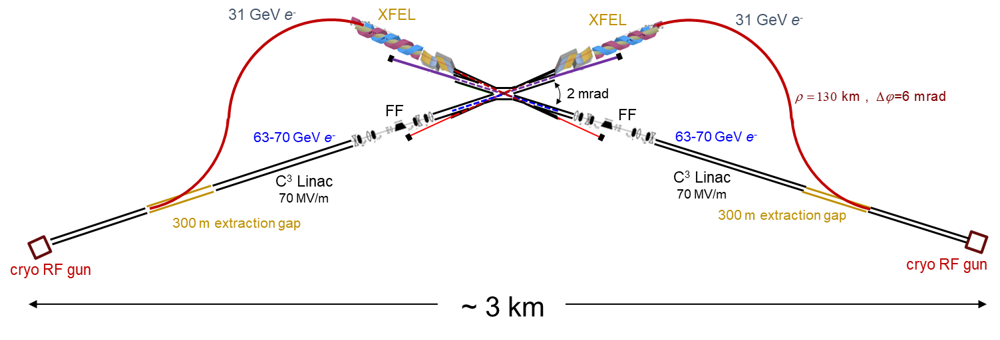 31 GeV e-
XFEL
XFEL
31 GeV e-
2 mrad
ρ = 130 km , Δφ=6 mrad
FF
FF
63-70 GeV e-
63-70 GeV e-
C³ Linac
70 MV/m
C³ Linac
70 MV/m
300 m extraction gap
300 m extraction gap
cryo RF gun
cryo RF gun
~ 3 km